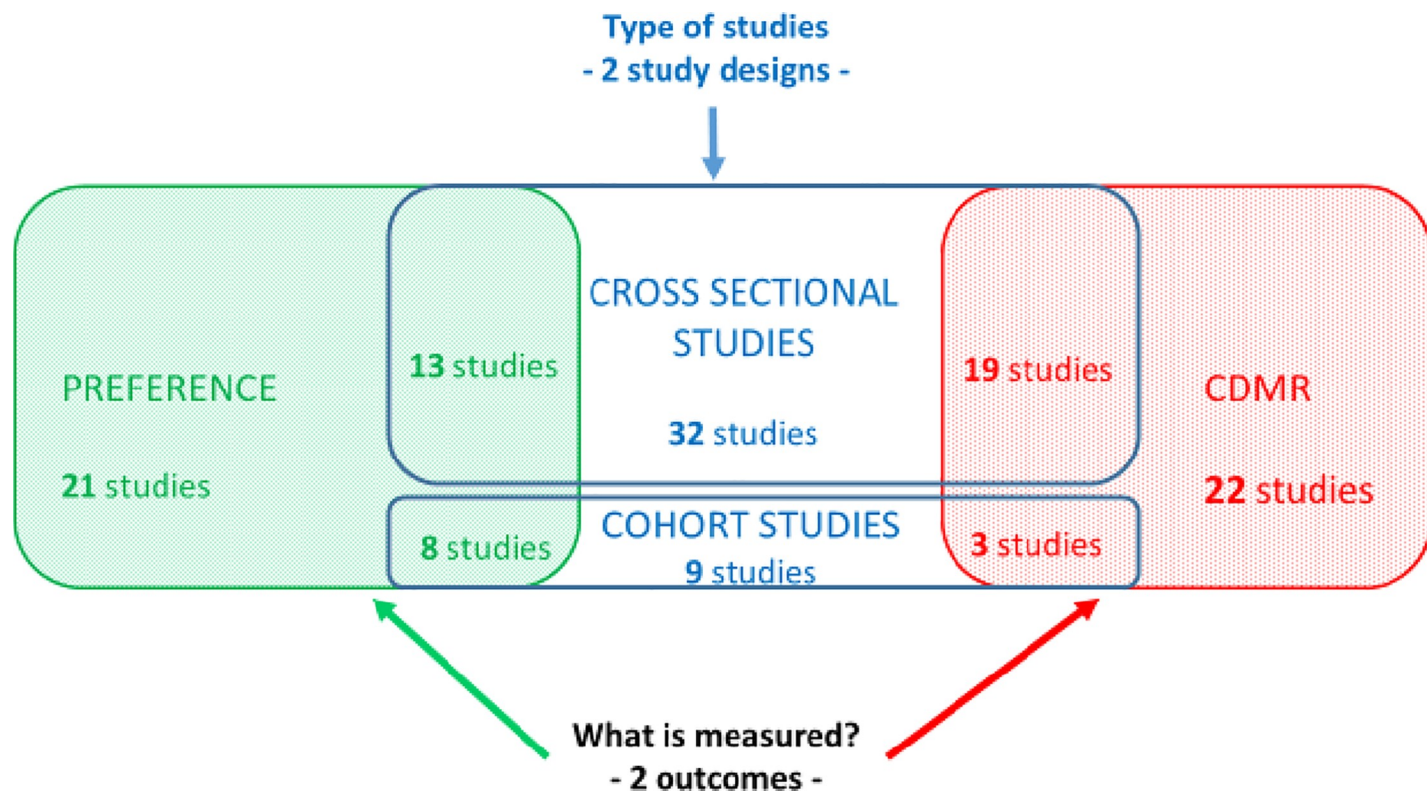 Type of studies
- 2 study designs -
CROSS SECTIONAL
STUDIES
13 studies
19 studies
PREFERENCE
CDMR
32 studies
21 studies
22 studies
COHORT STUDIES
8 studies
3 studies
9 studies
What is measured?
- 2 outcomes -